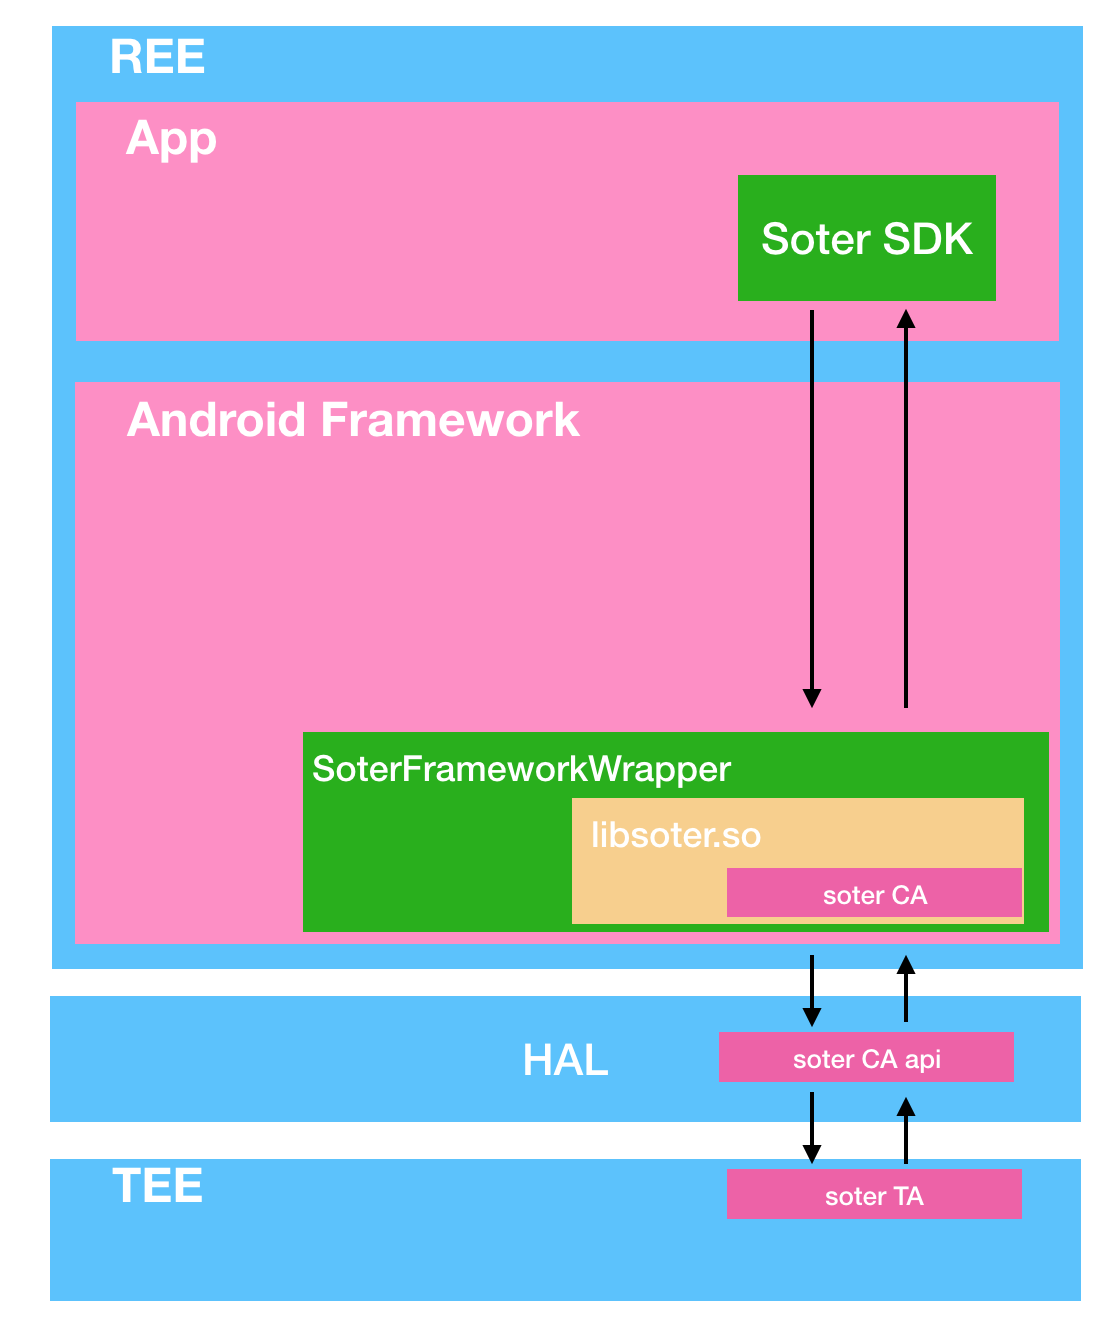 REE
App
Soter SDK
Android Framework
SoterFrameworkWrapper
libsoter.so
soter CA
HAL
soter CA api
TEE
soter TA